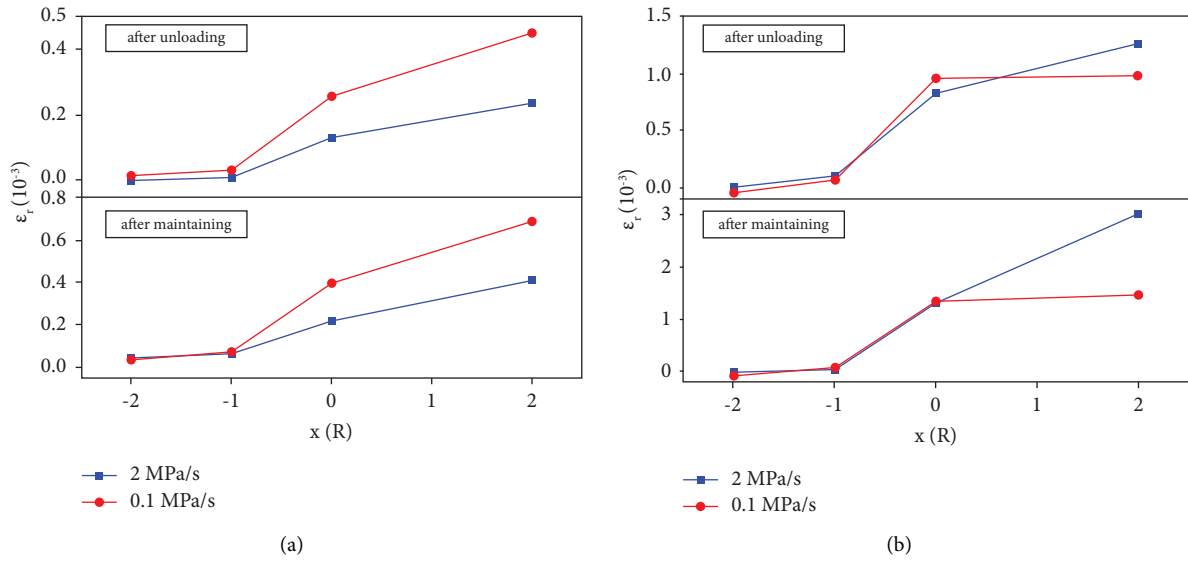 0.5
after unloading
0.4
0.2
0.0
0.8
after maintaining
0.6
0.4
0.2
0.0
ε_r (10⁻³)
-2 -1 0 1 2
x (R)
2 MPa/s
0.1 MPa/s
(a)
1.5
after unloading
1.0
0.5
0.0
3
after maintaining
2
1
0
ε_r (10⁻³)
-2 -1 0 1 2
x (R)
2 MPa/s
0.1 MPa/s
(b)